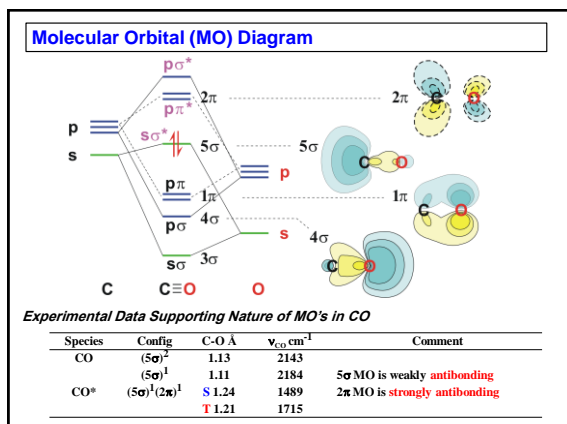 Molecular Orbital (MO) Diagram
pσ*
2π
2π
C
O
pπ*
p
sσ*
5σ
5σ
s
C
O
p
pπ
1π
1π
C
O
pσ
4σ
4σ
s
C
O
sσ
3σ
C
C≡O
O
Experimental Data Supporting Nature of MO's in CO
Species Config C-O Å νCO cm-1 Comment
CO (5σ)2 1.13 2143
(5σ)1 1.11 2184 5σ MO is weakly antibonding
CO* (5σ)1(2π)1 S 1.24 1489 2π MO is strongly antibonding
T 1.21 1715